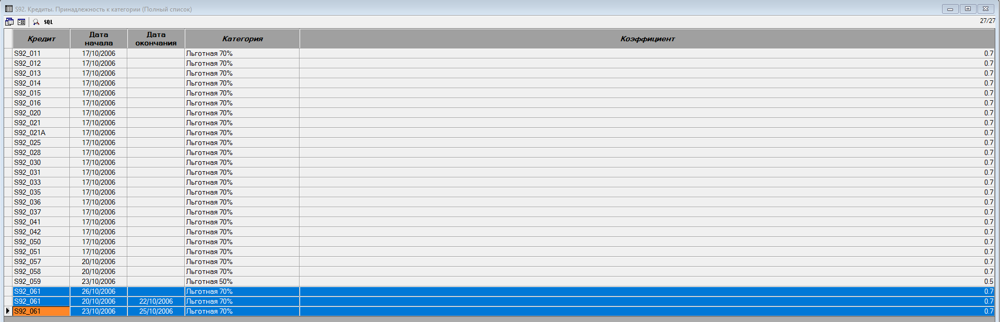 S92. Кредиты. Принадлежность к категории (Полный список)
SQL 27/27
Кредит Дата начала Дата окончания Категория Коэффициент
S92_011 17/10/2006 Льготная 70% 0.7
S92_012 17/10/2006 Льготная 70% 0.7
S92_013 17/10/2006 Льготная 70% 0.7
S92_014 17/10/2006 Льготная 70% 0.7
S92_015 17/10/2006 Льготная 70% 0.7
S92_016 17/10/2006 Льготная 70% 0.7
S92_020 17/10/2006 Льготная 70% 0.7
S92_021 17/10/2006 Льготная 70% 0.7
S92_021A 17/10/2006 Льготная 70% 0.7
S92_025 17/10/2006 Льготная 70% 0.7
S92_028 17/10/2006 Льготная 70% 0.7
S92_030 17/10/2006 Льготная 70% 0.7
S92_031 17/10/2006 Льготная 70% 0.7
S92_033 17/10/2006 Льготная 70% 0.7
S92_035 17/10/2006 Льготная 70% 0.7
S92_036 17/10/2006 Льготная 70% 0.7
S92_037 17/10/2006 Льготная 70% 0.7
S92_041 17/10/2006 Льготная 70% 0.7
S92_042 17/10/2006 Льготная 70% 0.7
S92_050 17/10/2006 Льготная 70% 0.7
S92_051 17/10/2006 Льготная 70% 0.7
S92_057 20/10/2006 Льготная 70% 0.7
S92_058 20/10/2006 Льготная 70% 0.7
S92_059 23/10/2006 Льготная 50% 0.5
S92_061 26/10/2006 Льготная 70% 0.7
S92_061 20/10/2006 22/10/2006 Льготная 70% 0.7
S92_061 23/10/2006 25/10/2006 Льготная 70% 0.7